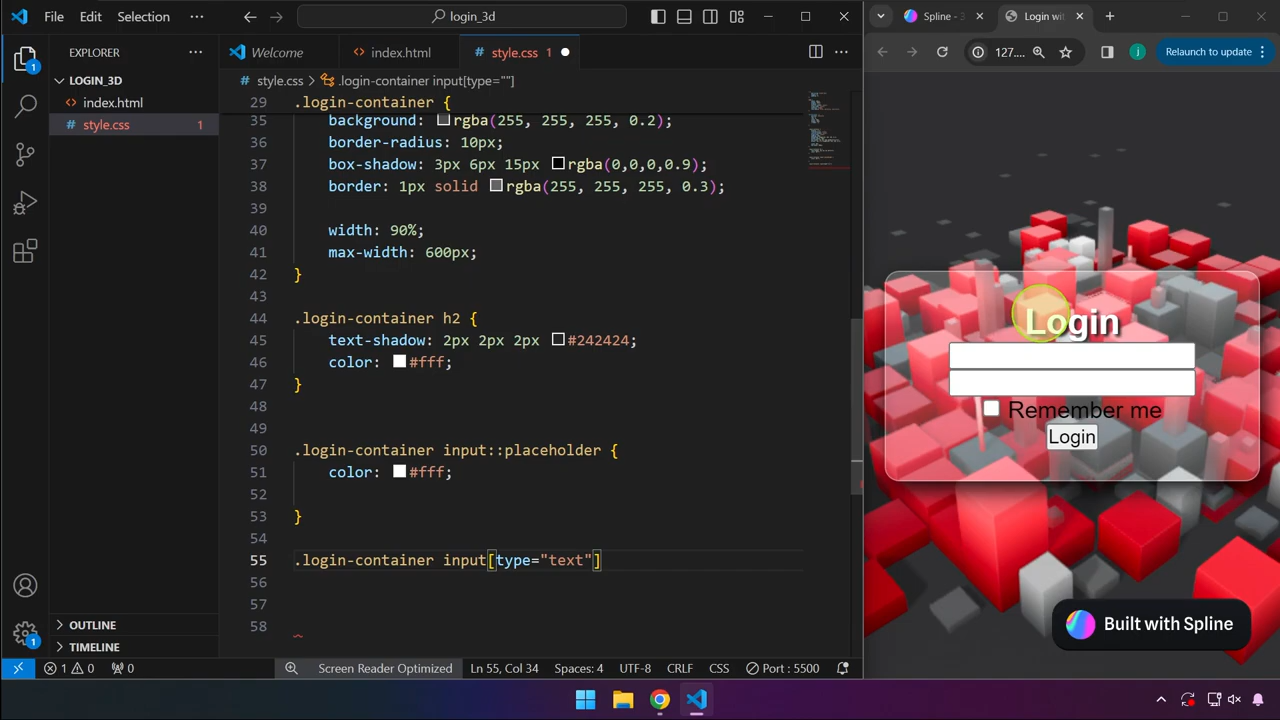 File Edit Selection ··· login_3d
EXPLORER ···
LOGIN_3D
index.html
style.css 1
OUTLINE
TIMELINE
1
1
Welcome <> index.html # style.css 1
# style.css > .login-container input[type=""]
29 .login-container {
35 background: rgba(255, 255, 255, 0.2);
36 border-radius: 10px;
37 box-shadow: 3px 6px 15px rgba(0,0,0,0.9);
38 border: 1px solid rgba(255, 255, 255, 0.3);
39
40 width: 90%;
41 max-width: 600px;
42 }
43
44 .login-container h2 {
45 text-shadow: 2px 2px 2px #242424;
46 color: #fff;
47 }
48
49
50 .login-container input::placeholder {
51 color: #fff;
52
53 }
54
55 .login-container input[type="text"]
56
57
58
1 0 0 Screen Reader Optimized Ln 55, Col 34 Spaces: 4 UTF-8 CRLF CSS Port : 5500
Spline - 3 Login wit
127.... j Relaunch to update
Login
Remember me
Login
Built with Spline